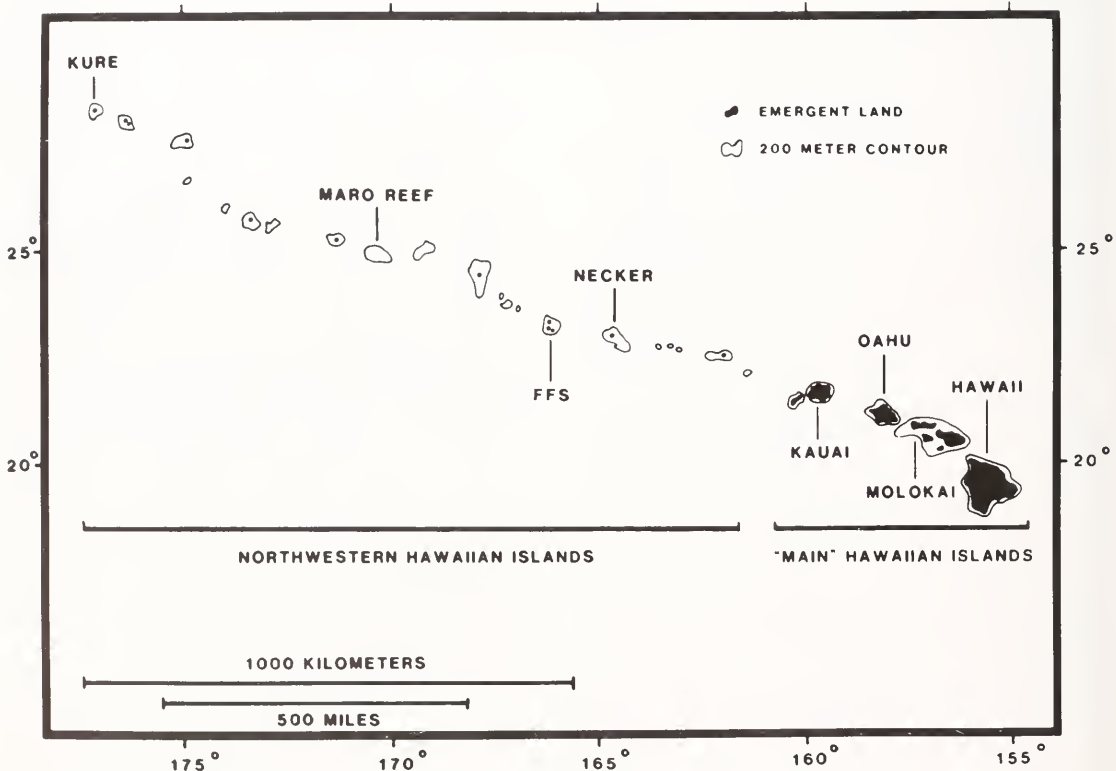 KURE
EMERGENT LAND
200 METER CONTOUR
MARO REEF
25°
25°
NECKER
OAHU
HAWAII
FFS
KAUAI
20°
20°
MOLOKAI
NORTHWESTERN HAWAIIAN ISLANDS
"MAIN" HAWAIIAN ISLANDS
1000 KILOMETERS
500 MILES
175°
170°
165°
160°
155°